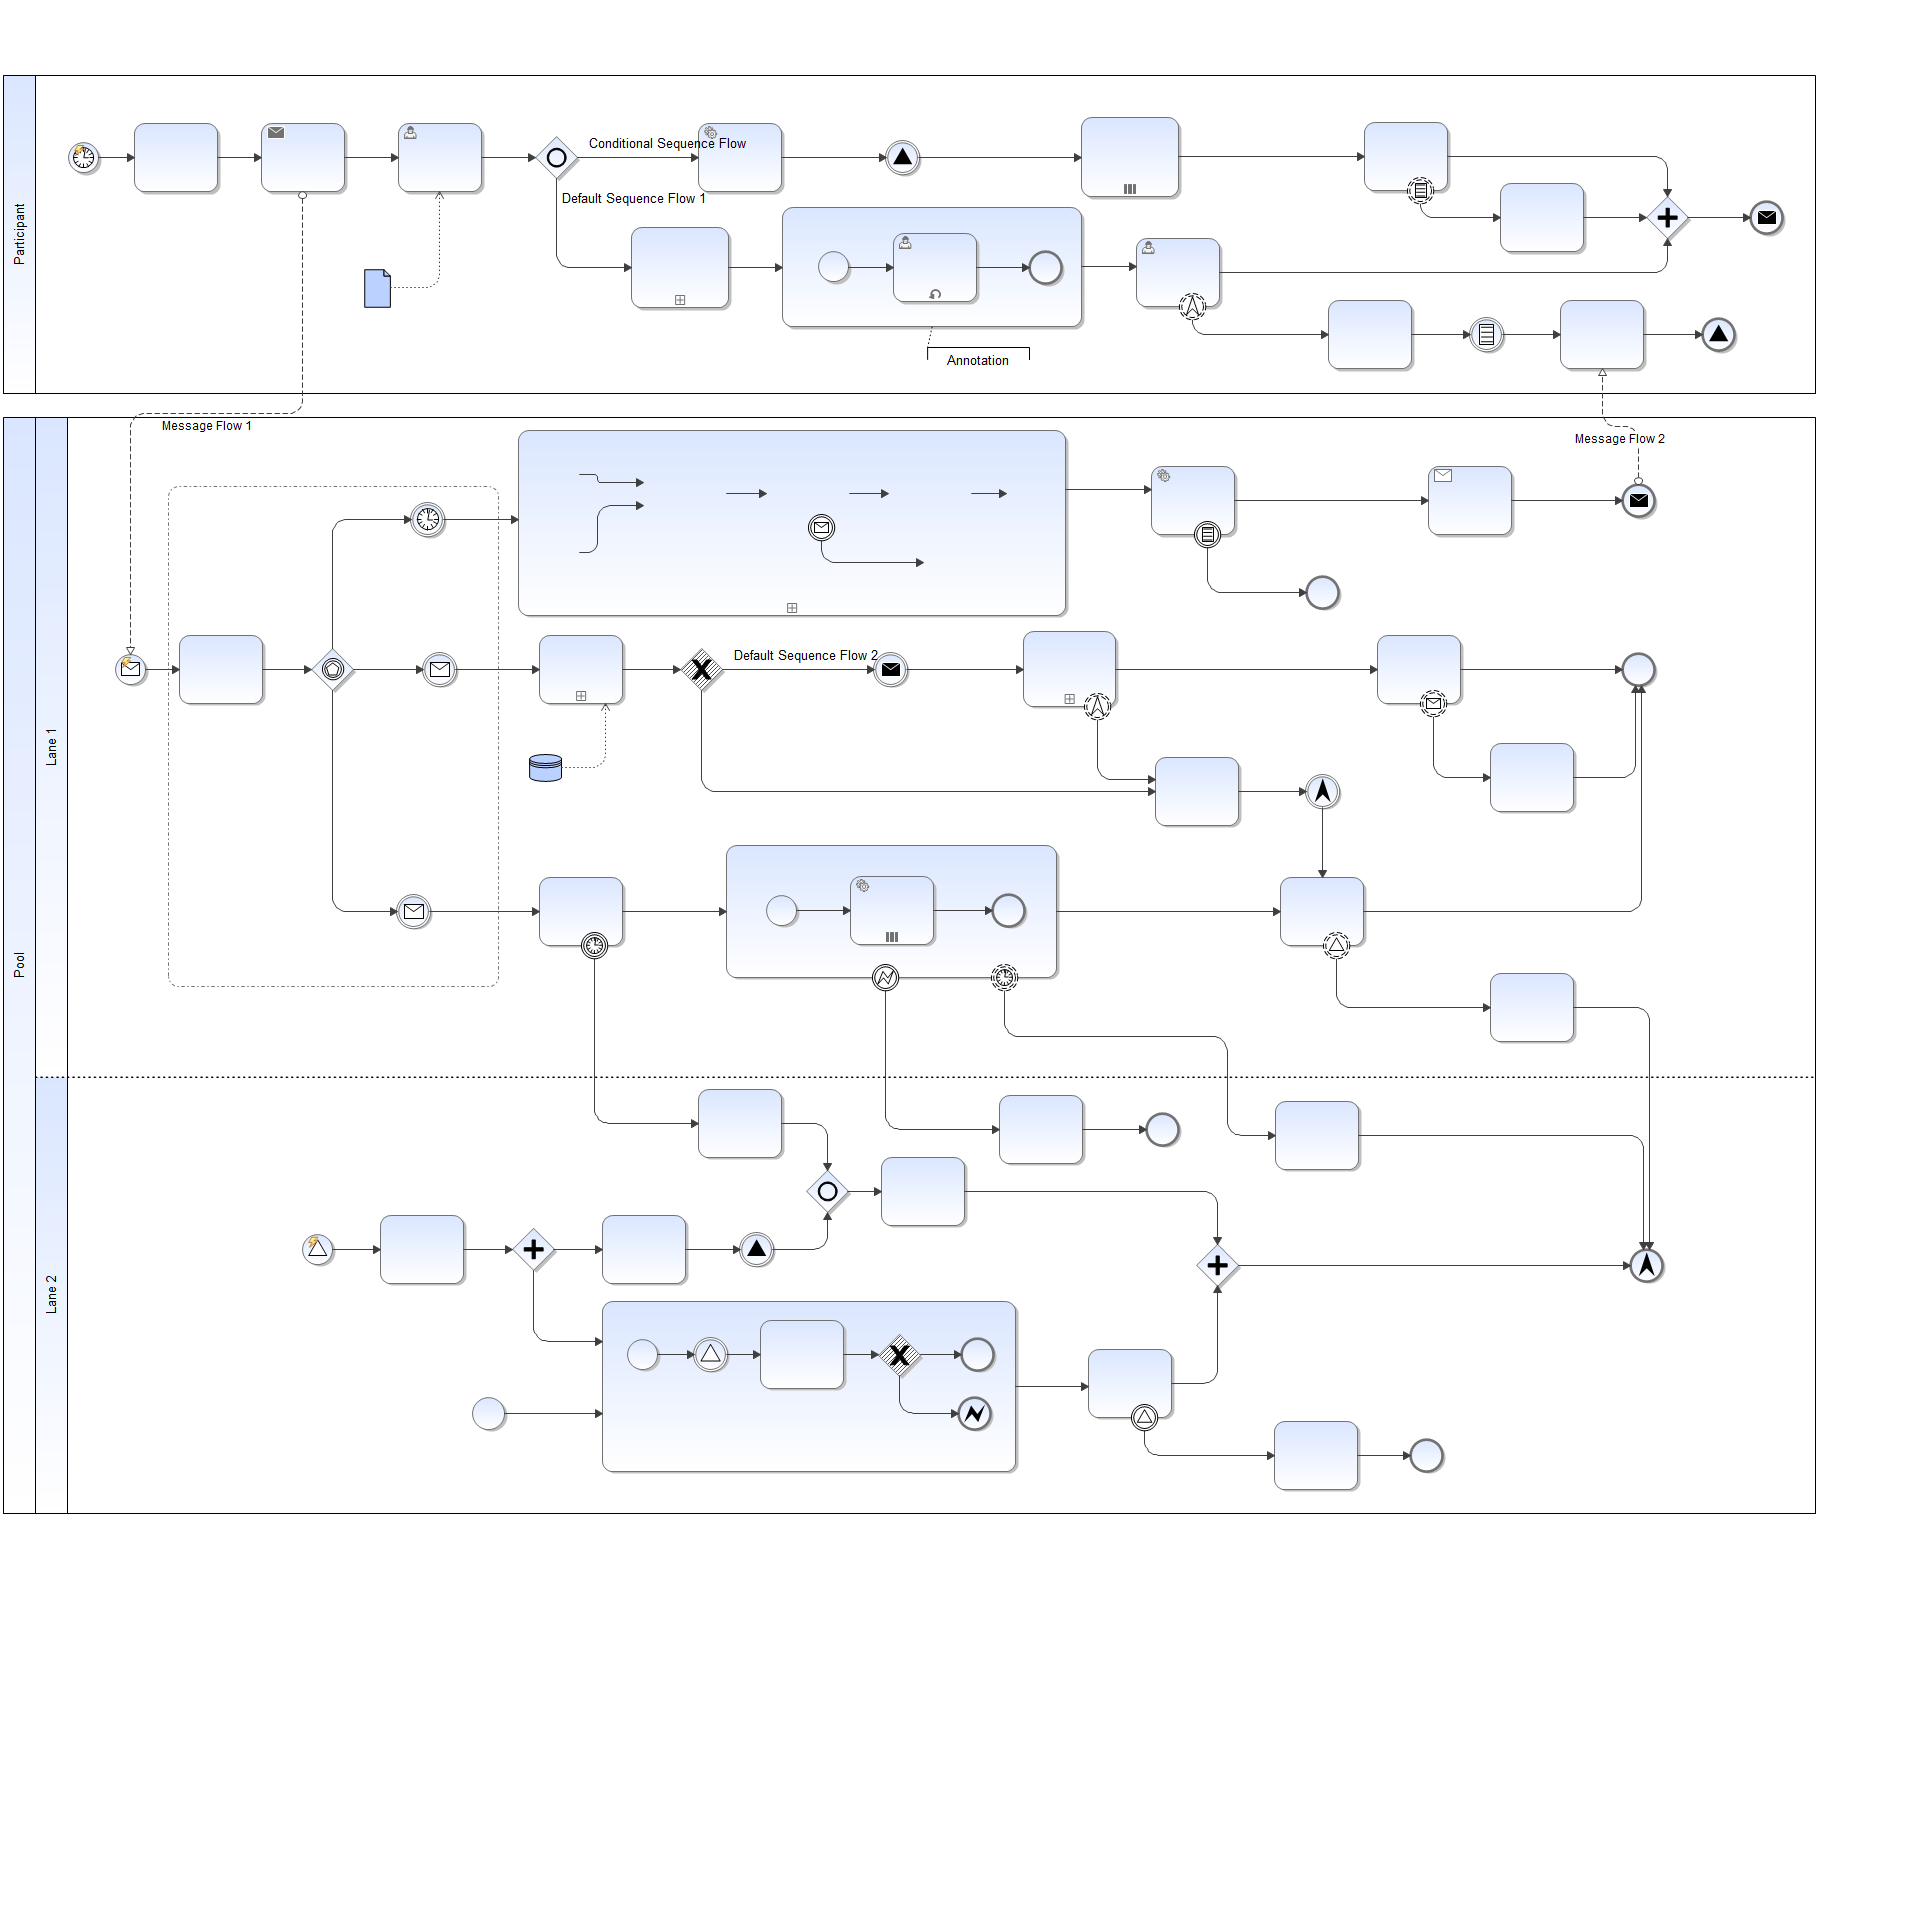 Participant
Conditional Sequence Flow
Default Sequence Flow 1
Annotation
Message Flow 1
Message Flow 2
Pool
Lane 1
Default Sequence Flow 2
Lane 2